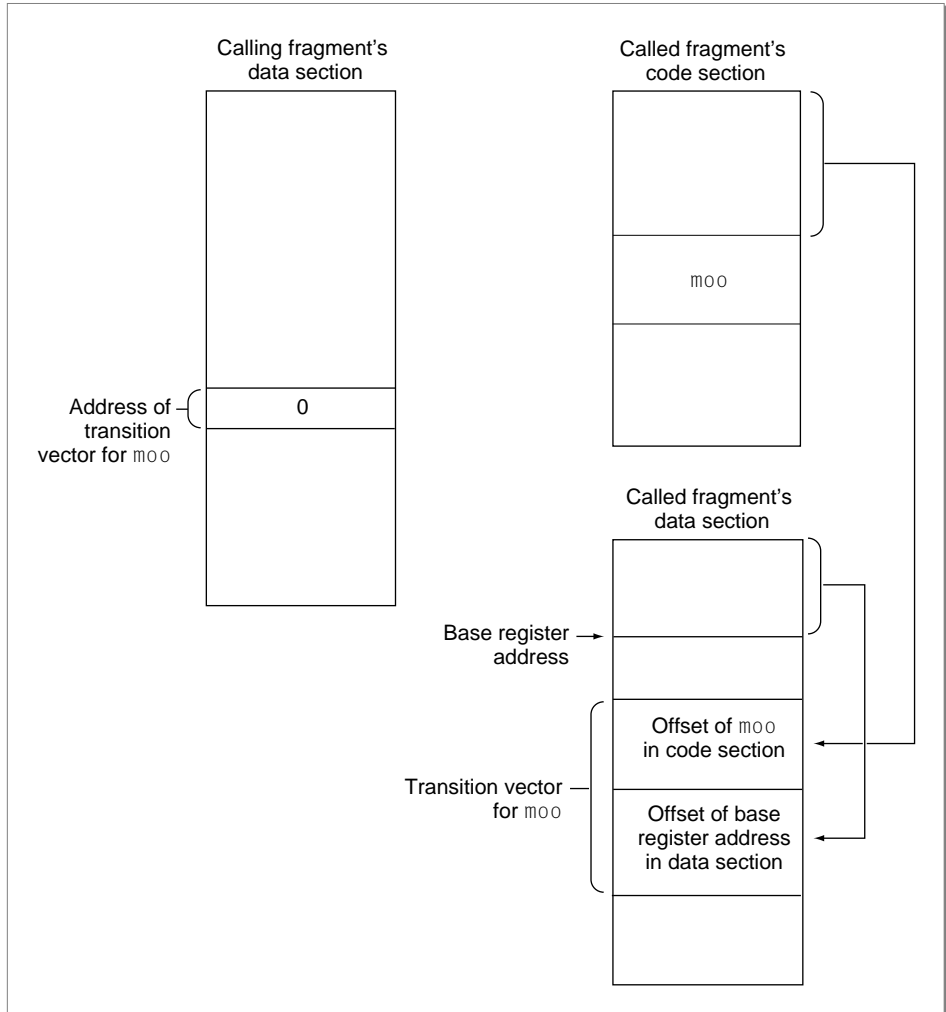 Calling fragment's
data section
Called fragment's
code section
moo
Address of
transition
vector for moo
0
Called fragment's
data section
Base register
address
Offset of moo
in code section
Transition vector
for moo
Offset of base
register address
in data section